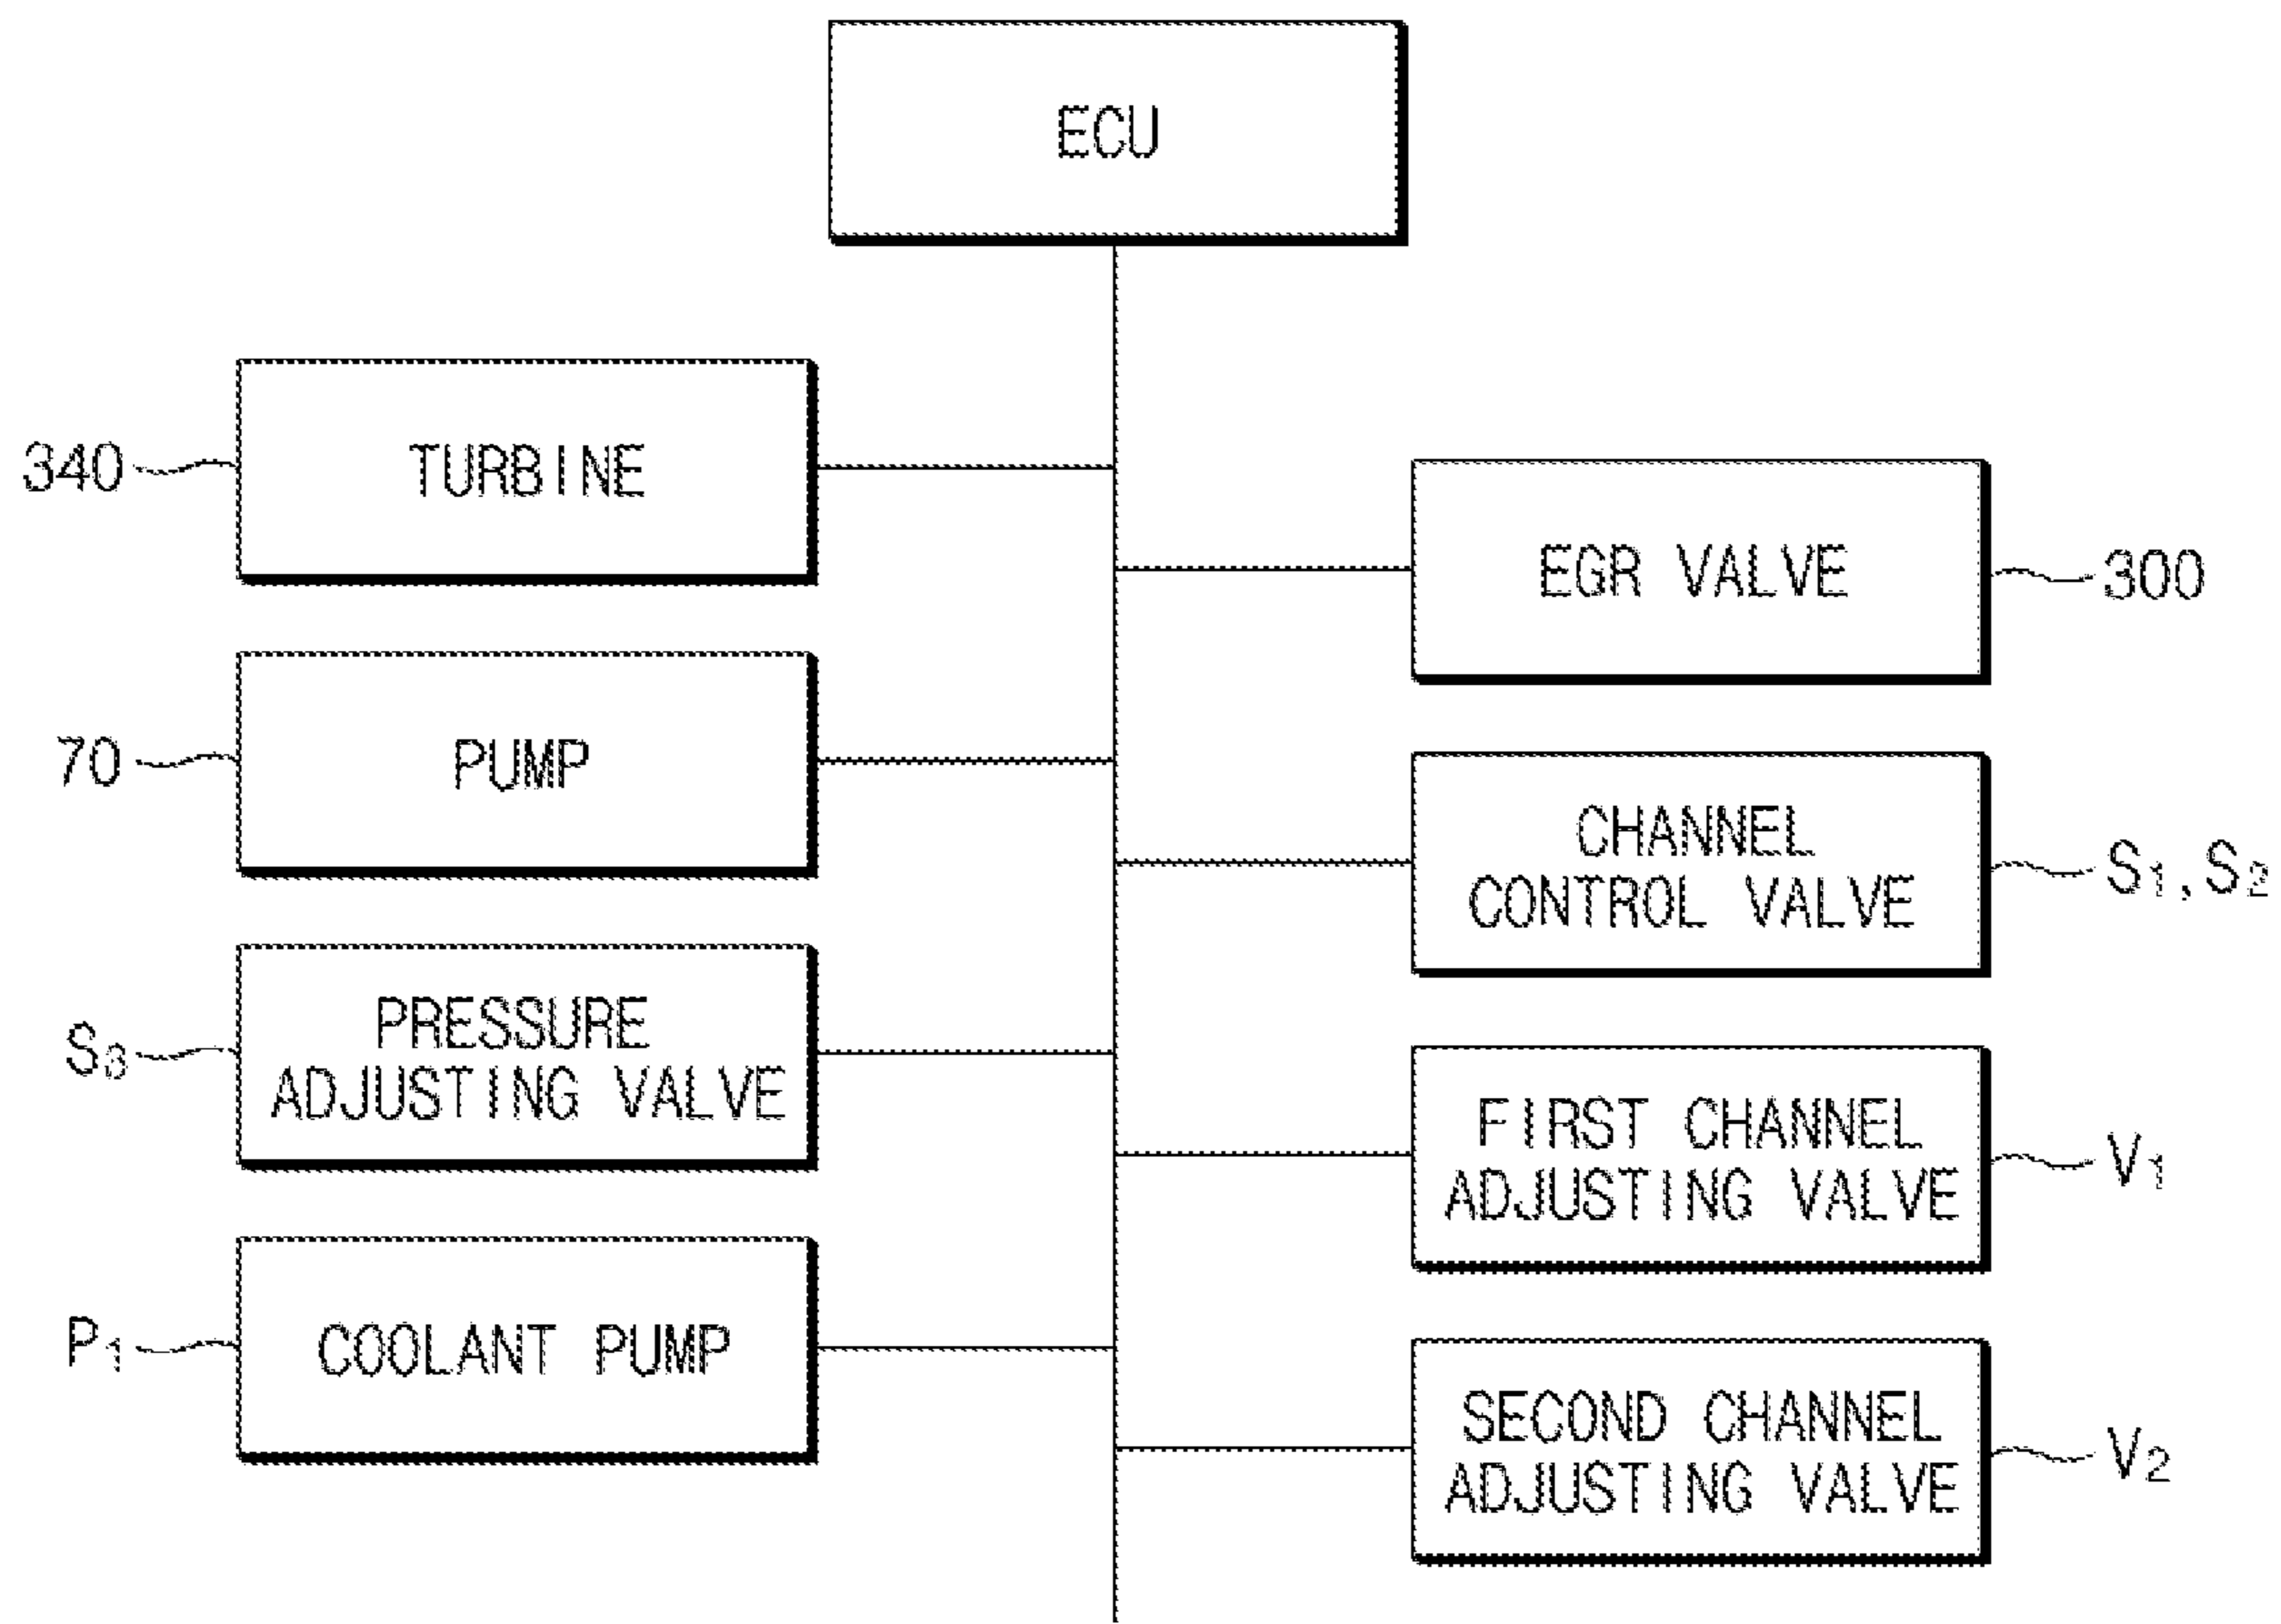 ECU
340
TURBINE
EGR VALVE
300
70
PUMP
CHANNEL
CONTROL VALVE
S1, S2
S3
PRESSURE
ADJUSTING VALVE
FIRST CHANNEL
ADJUSTING VALVE
V1
P1
COOLANT PUMP
SECOND CHANNEL
ADJUSTING VALVE
V2